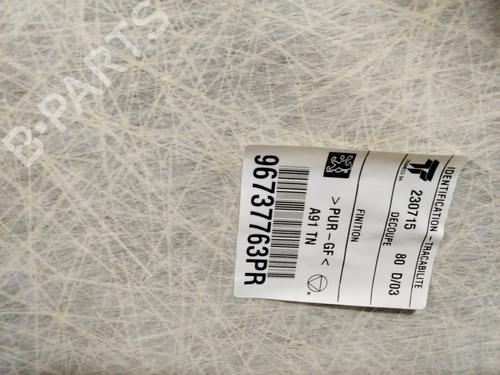 B-PARTS
IDENTIFICATION - TRACABILITE
230715
DECOUPE 80 D/03
FINITION
>PUR-GF<
A91 TN
96737763PR